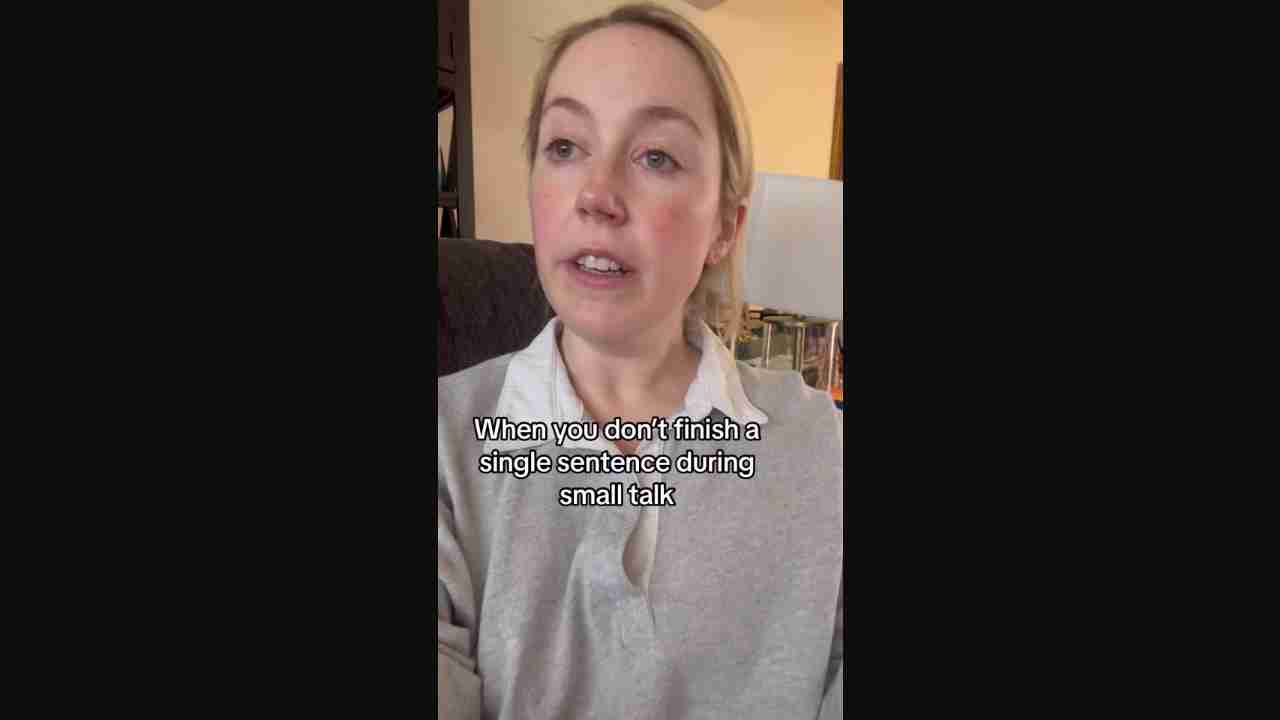 When you don’t finish a
single sentence during
small talk